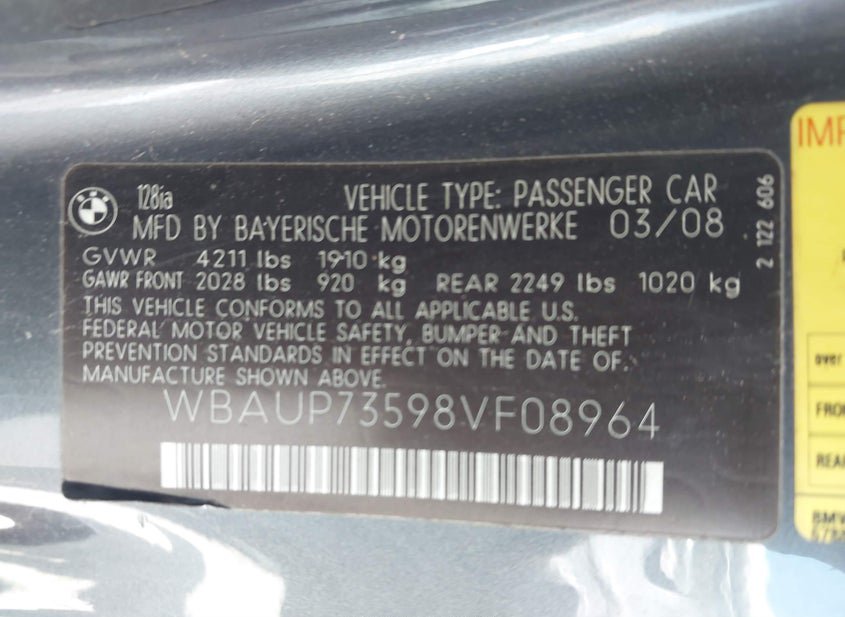 128ia VEHICLE TYPE: PASSENGER CAR
MFD BY BAYERISCHE MOTORENWERKE 03/08
GVWR 4211 lbs 1910 kg
GAWR FRONT 2028 lbs 920 kg REAR 2249 lbs 1020 kg
THIS VEHICLE CONFORMS TO ALL APPLICABLE U.S.
FEDERAL MOTOR VEHICLE SAFETY, BUMPER AND THEFT
PREVENTION STANDARDS IN EFFECT ON THE DATE OF
MANUFACTURE SHOWN ABOVE.
WBAUP73598VF08964
2 122 606
BMW